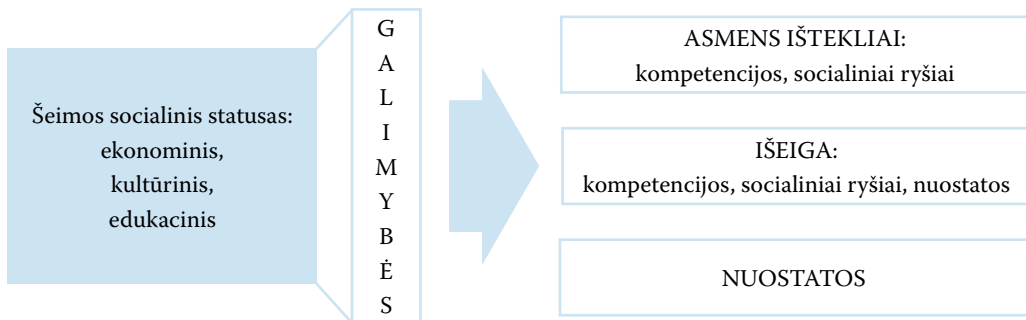 Šeimos socialinis statusas:
ekonominis,
kultūrinis,
edukacinis
G
A
L
I
M
Y
B
Ė
S
ASMENS IŠTEKLIAI:
kompetencijos, socialiniai ryšiai
IŠEIGA:
kompetencijos, socialiniai ryšiai, nuostatos
NUOSTATOS